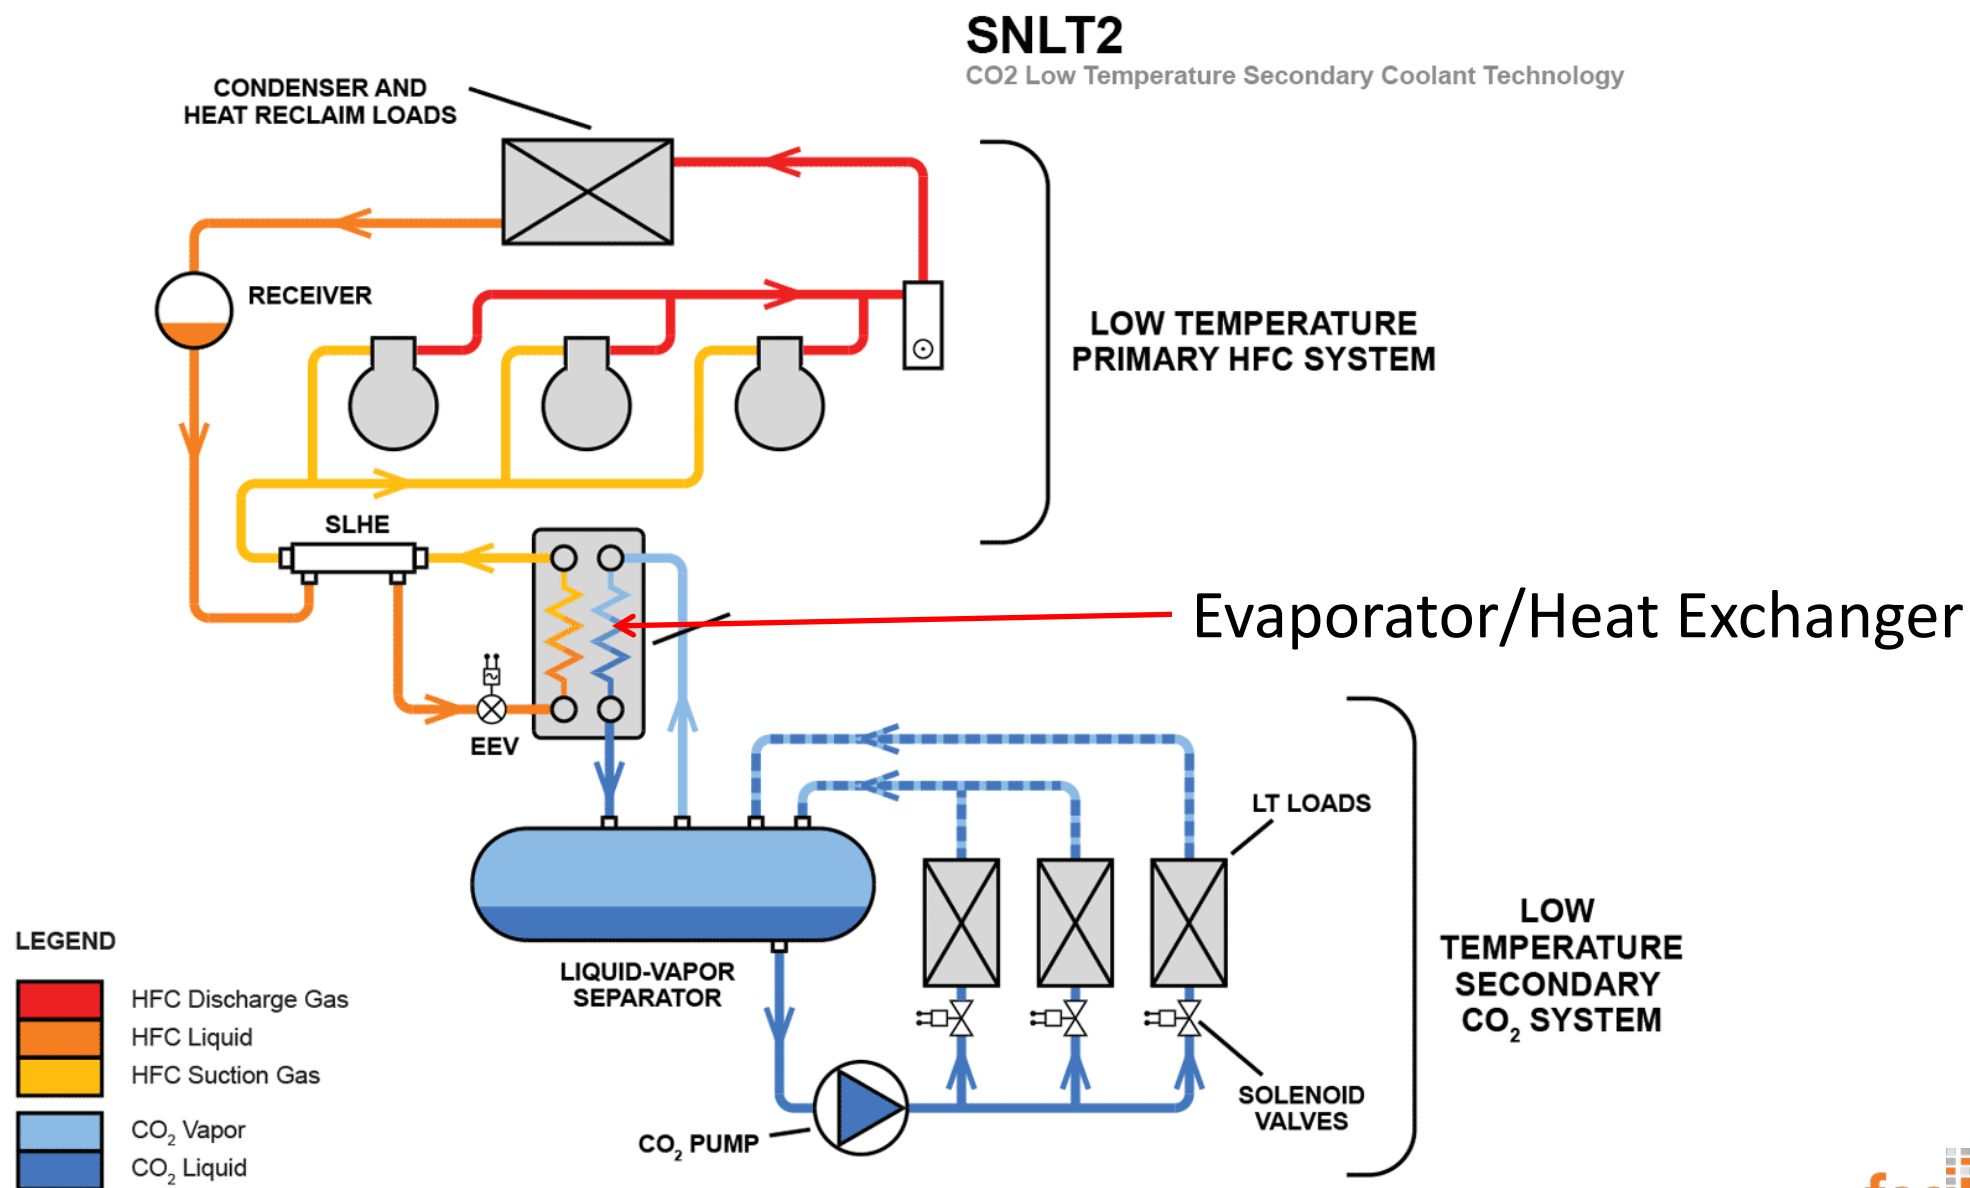 SNLT2
CO2 Low Temperature Secondary Coolant Technology
CONDENSER AND
HEAT RECLAIM LOADS
RECEIVER
LOW TEMPERATURE
PRIMARY HFC SYSTEM
SLHE
Evaporator/Heat Exchanger
EEV
LT LOADS
LIQUID-VAPOR
SEPARATOR
LOW
TEMPERATURE
SECONDARY
CO₂ SYSTEM
SOLENOID
VALVES
CO₂ PUMP
LEGEND
HFC Discharge Gas
HFC Liquid
HFC Suction Gas
CO₂ Vapor
CO₂ Liquid